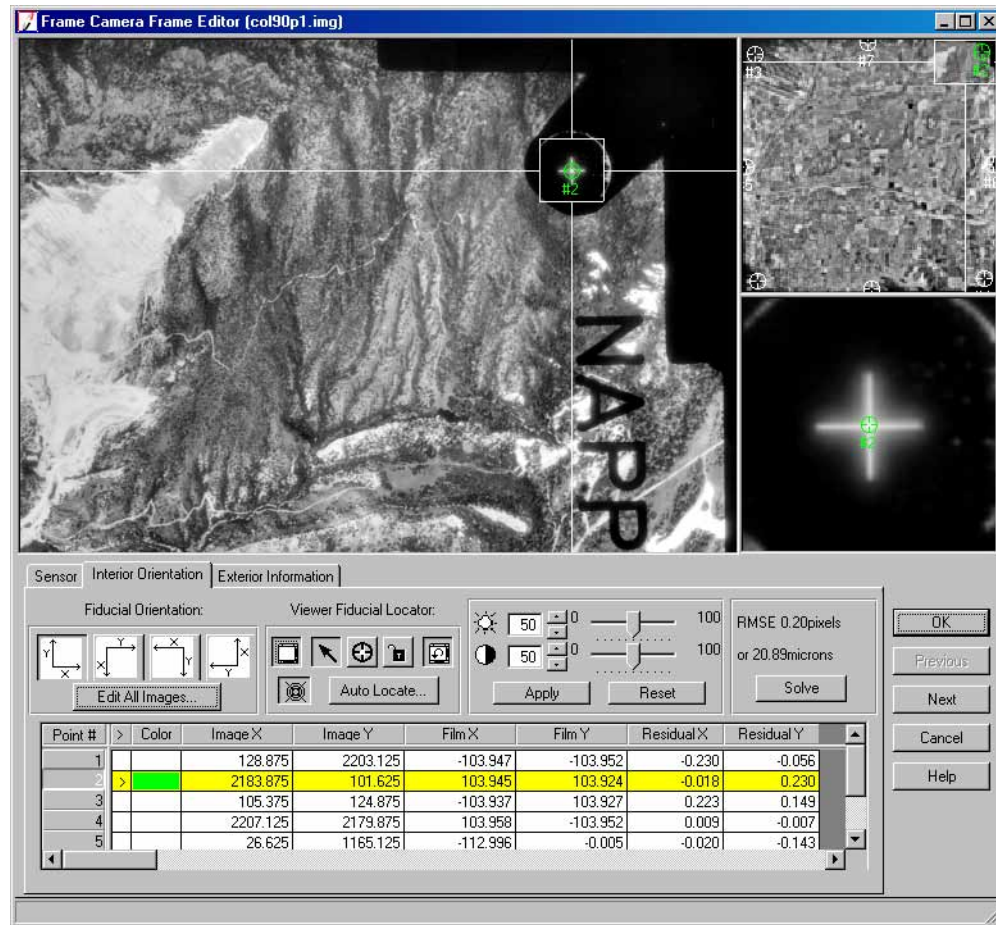 Frame Camera Frame Editor (col90p1.img)
#2
NAPP
#3
#7
#2
5
#2
Sensor Interior Orientation Exterior Information
Fiducial Orientation: Viewer Fiducial Locator:
Y X X Y X Y Y X
Edit All Images...
Auto Locate...
50 0 100
50 0 100
Apply Reset
RMSE 0.20pixels
or 20.89microns
Solve
OK
Previous
Next
Cancel
Help
Point # > Color Image X Image Y Film X Film Y Residual X Residual Y
1 128.875 2203.125 -103.947 -103.952 -0.230 -0.056
2 > 2183.875 101.625 103.945 103.924 -0.018 0.230
3 105.375 124.875 -103.937 103.927 0.223 0.149
4 2207.125 2179.875 103.958 -103.952 0.009 -0.007
5 26.625 1165.125 -112.996 -0.005 -0.020 -0.143